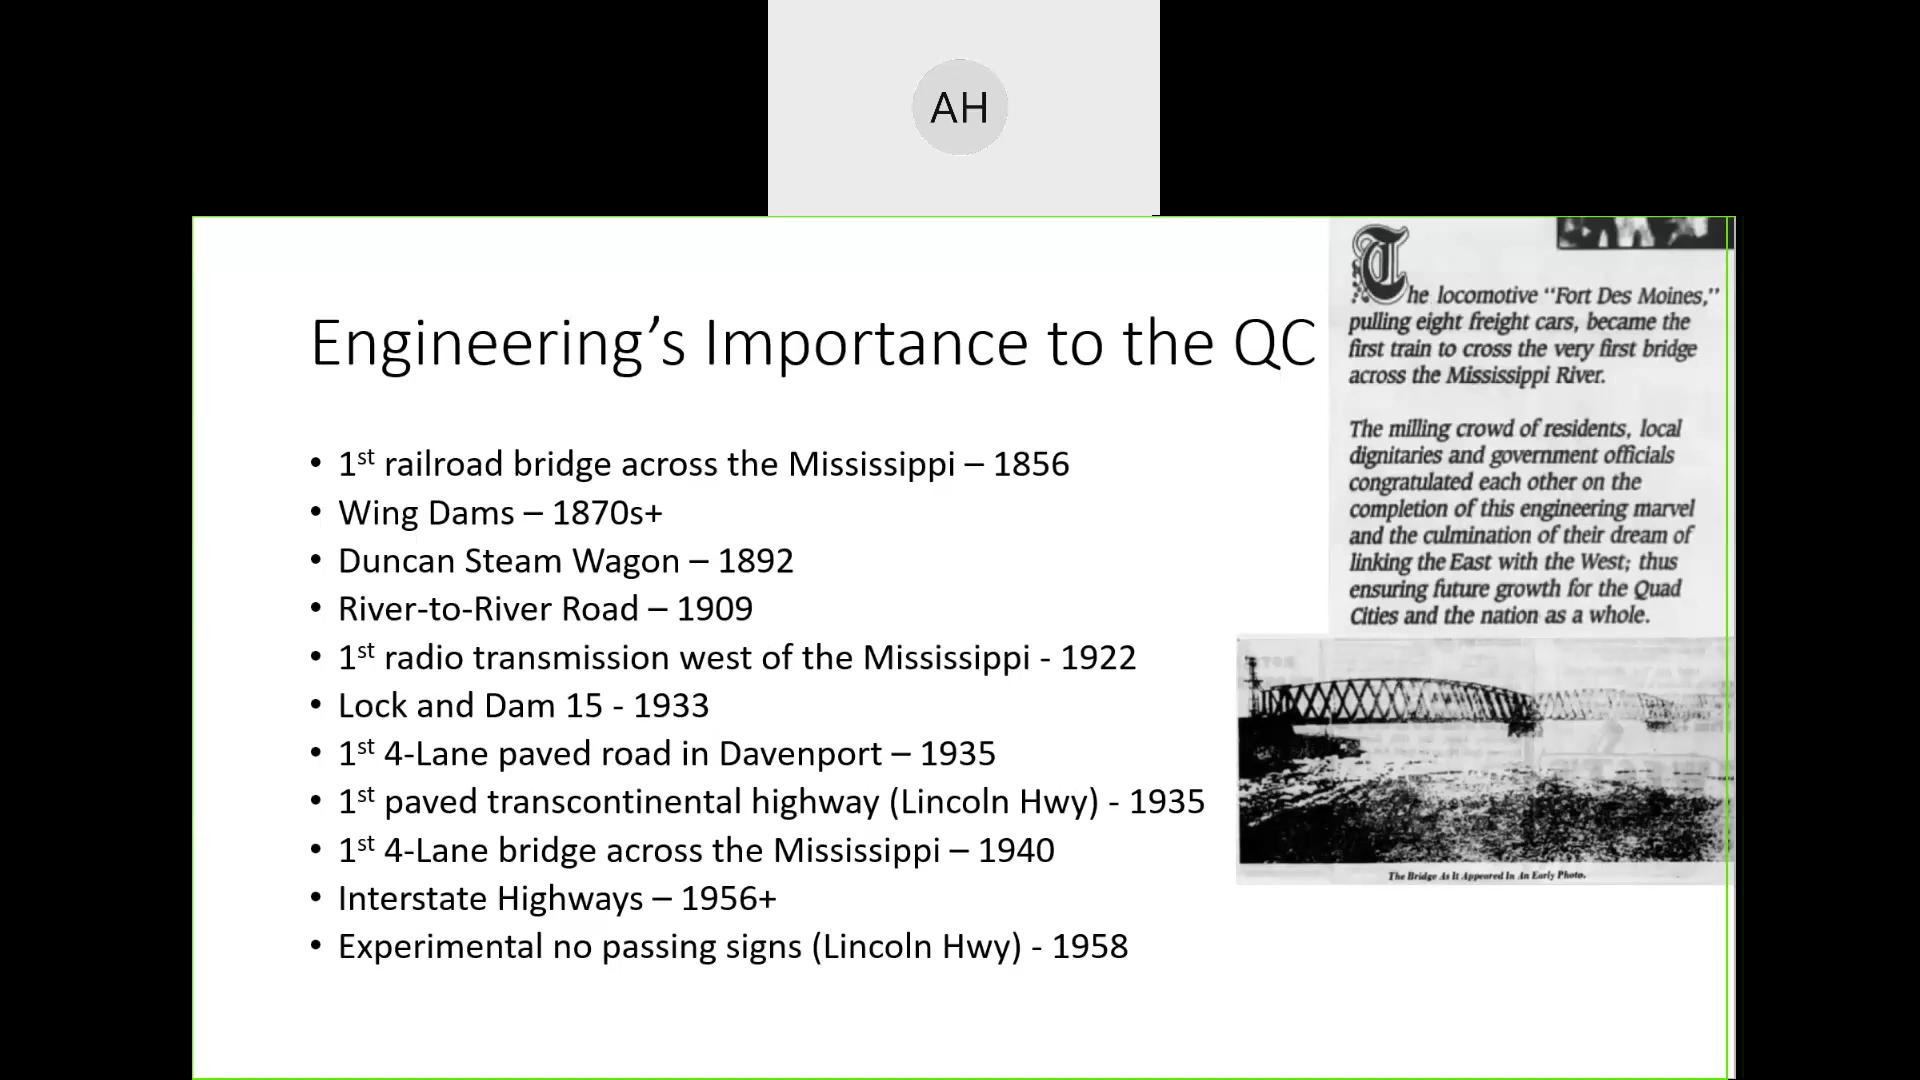 AH
Engineering’s Importance to the QC
• 1st railroad bridge across the Mississippi – 1856
• Wing Dams – 1870s+
• Duncan Steam Wagon – 1892
• River-to-River Road – 1909
• 1st radio transmission west of the Mississippi - 1922
• Lock and Dam 15 - 1933
• 1st 4-Lane paved road in Davenport – 1935
• 1st paved transcontinental highway (Lincoln Hwy) - 1935
• 1st 4-Lane bridge across the Mississippi – 1940
• Interstate Highways – 1956+
• Experimental no passing signs (Lincoln Hwy) - 1958
The locomotive “Fort Des Moines,”
pulling eight freight cars, became the
first train to cross the very first bridge
across the Mississippi River.
The milling crowd of residents, local
dignitaries and government officials
congratulated each other on the
completion of this engineering marvel
and the culmination of their dream of
linking the East with the West; thus
ensuring future growth for the Quad
Cities and the nation as a whole.
The Bridge As It Appeared In An Early Photo.